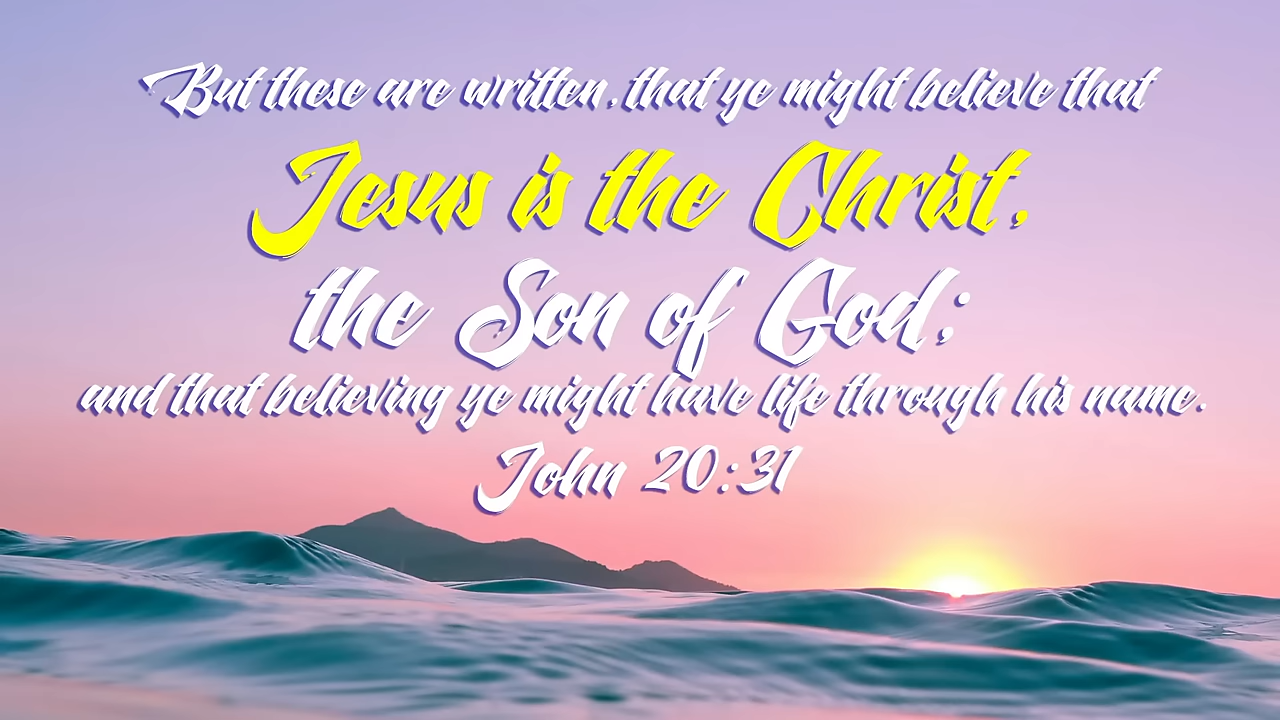 But these are written, that ye might believe that
Jesus is the Christ,
the Son of God;
and that believing ye might have life through his name.
John 20:31